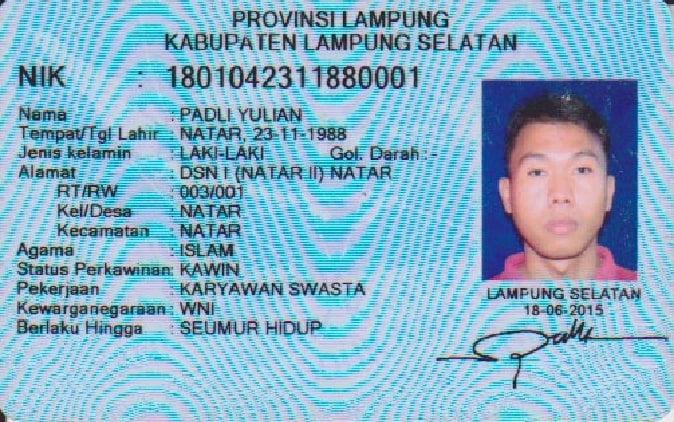 PROVINSI LAMPUNG
KABUPATEN LAMPUNG SELATAN
NIK : 1801042311880001
Nama : PADLI YULIAN
Tempat/Tgl Lahir : NATAR, 23-11-1988
Jenis kelamin : LAKI-LAKI Gol. Darah:-
Alamat : DSN I (NATAR II) NATAR
RT/RW : 003/001
Kel/Desa : NATAR
Kecamatan : NATAR
Agama : ISLAM
Status Perkawinan: KAWIN
Pekerjaan : KARYAWAN SWASTA
Kewarganegaraan : WNI
Berlaku Hingga : SEUMUR HIDUP
LAMPUNG SELATAN
18-06-2015